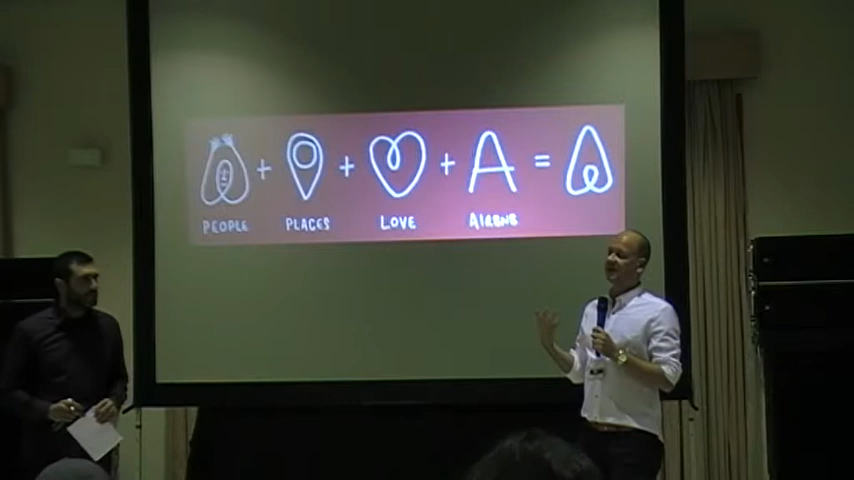 + + + A =
PEOPLE PLACES LOVE AIRBNB